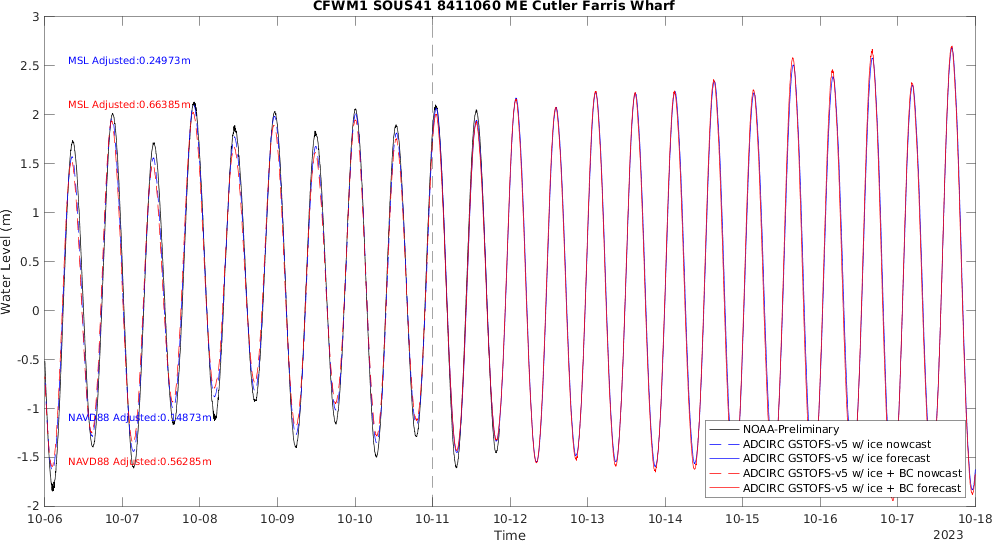 CFWM1 SOUS41 8411060 ME Cutler Farris Wharf
Water Level (m)
3
2.5
2
1.5
1
0.5
0
-0.5
-1
-1.5
-2
MSL Adjusted:0.24973m
MSL Adjusted:0.66385m
NAVD88 Adjusted:0.14873m
NAVD88 Adjusted:0.56285m
NOAA-Preliminary
ADCIRC GSTOFS-v5 w/ ice nowcast
ADCIRC GSTOFS-v5 w/ ice forecast
ADCIRC GSTOFS-v5 w/ ice + BC nowcast
ADCIRC GSTOFS-v5 w/ ice + BC forecast
10-06 10-07 10-08 10-09 10-10 10-11 10-12 10-13 10-14 10-15 10-16 10-17 10-18
Time
2023